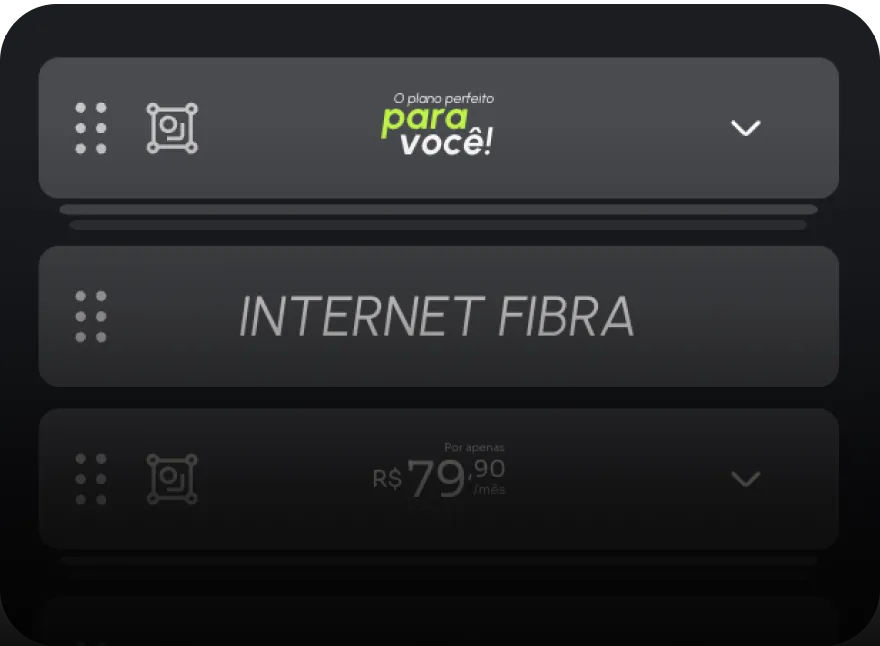 O plano perfeito
para
você!
INTERNET FIBRA
Por apenas
R$ 79,90
/mês